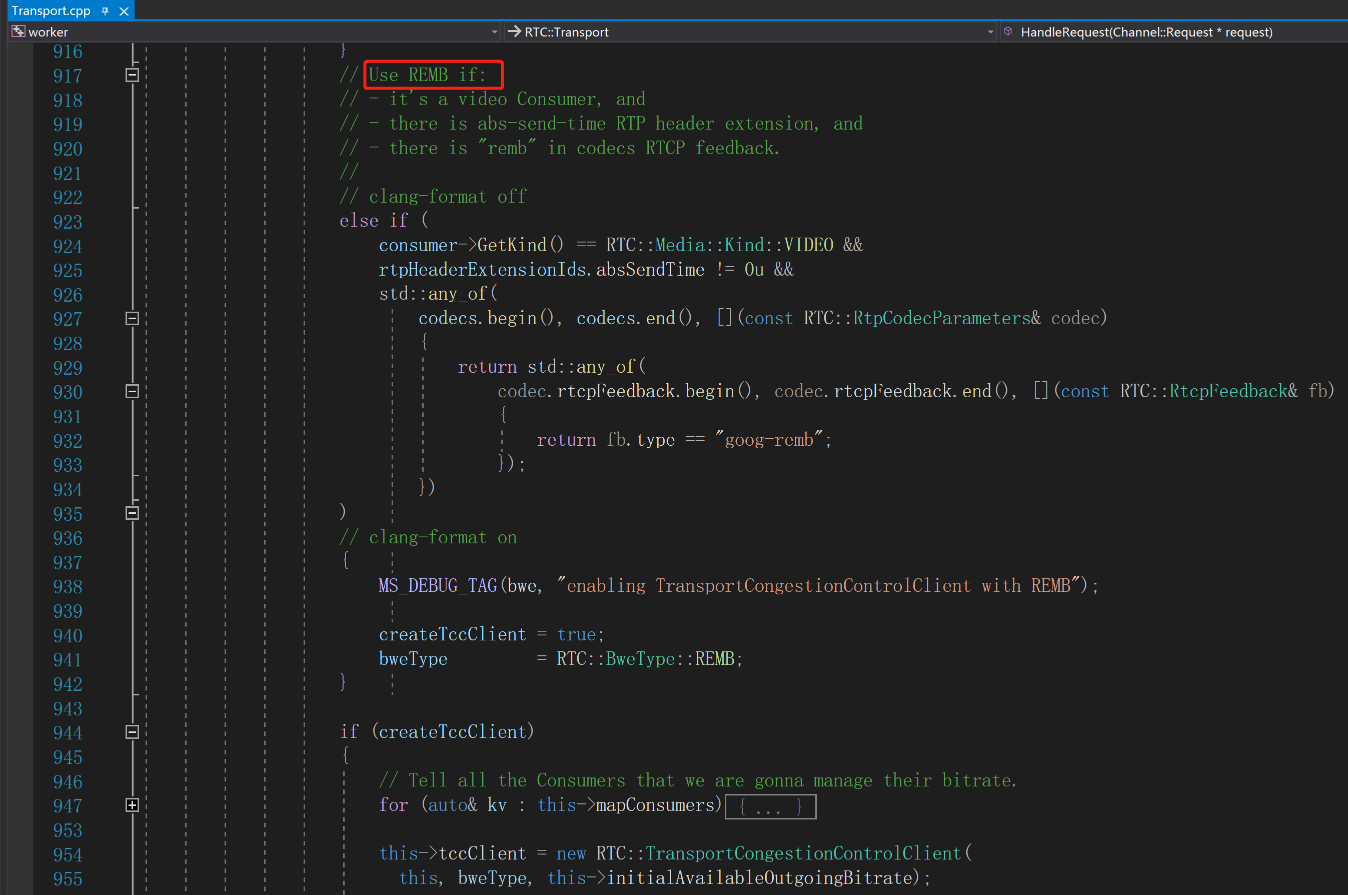 Transport.cpp
worker
RTC::Transport
HandleRequest(Channel::Request * request)
916 }
917 // Use REMB if:
918 // - it's a video Consumer, and
919 // - there is abs-send-time RTP header extension, and
920 // - there is "remb" in codecs RTCP feedback.
921 //
922 // clang-format off
923 else if (
924 consumer->GetKind() == RTC::Media::Kind::VIDEO &&
925 rtpHeaderExtensionIds.absSendTime != 0u &&
926 std::any_of(
927 codecs.begin(), codecs.end(), [](const RTC::RtpCodecParameters& codec)
928 {
929 return std::any_of(
930 codec.rtcpFeedback.begin(), codec.rtcpFeedback.end(), [](const RTC::RtcpFeedback& fb)
931 {
932 return fb.type == "goog-remb";
933 });
934 })
935 )
936 // clang-format on
937 {
938 MS_DEBUG_TAG(bwe, "enabling TransportCongestionControlClient with REMB");
939
940 createTccClient = true;
941 bweType = RTC::BweType::REMB;
942 }
943
944 if (createTccClient)
945 {
946 // Tell all the Consumers that we are gonna manage their bitrate.
947 for (auto& kv : this->mapConsumers) { ... }
953
954 this->tccClient = new RTC::TransportCongestionControlClient(
955 this, bweType, this->initialAvailableOutgoingBitrate);